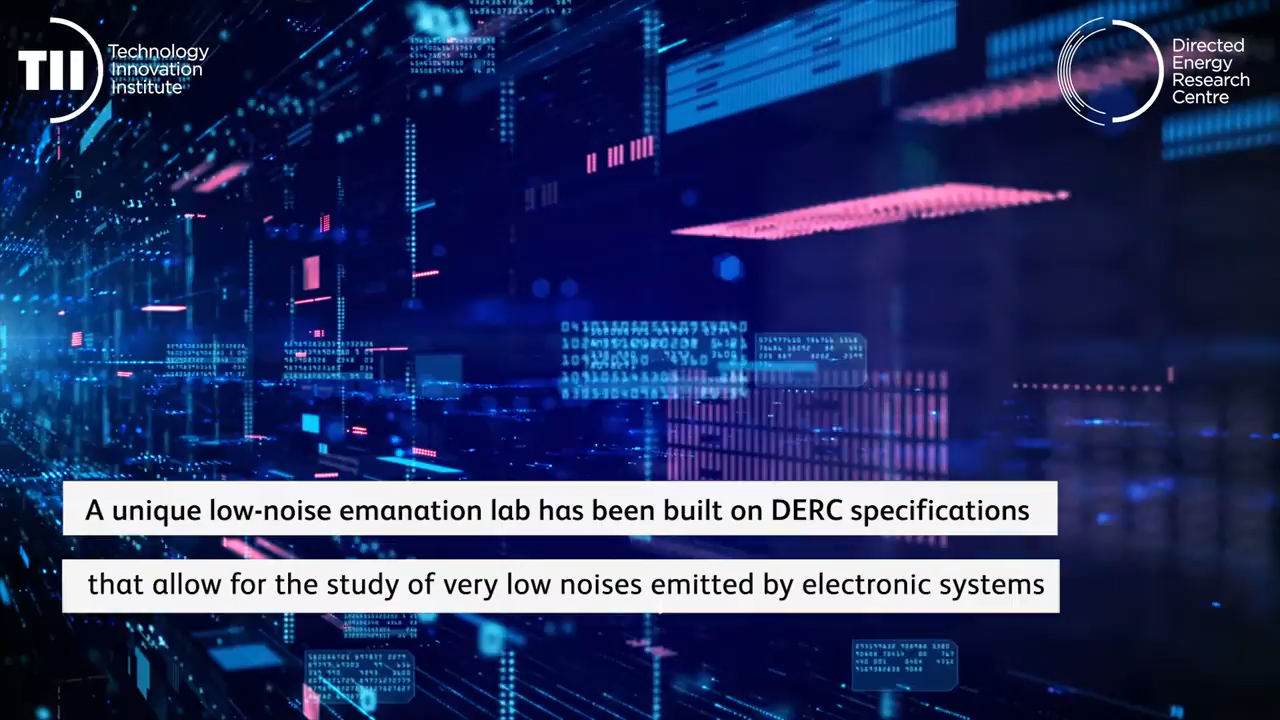 TII
Technology
Innovation
Institute
Directed
Energy
Research
Centre
A unique low-noise emanation lab has been built on DERC specifications
that allow for the study of very low noises emitted by electronic systems